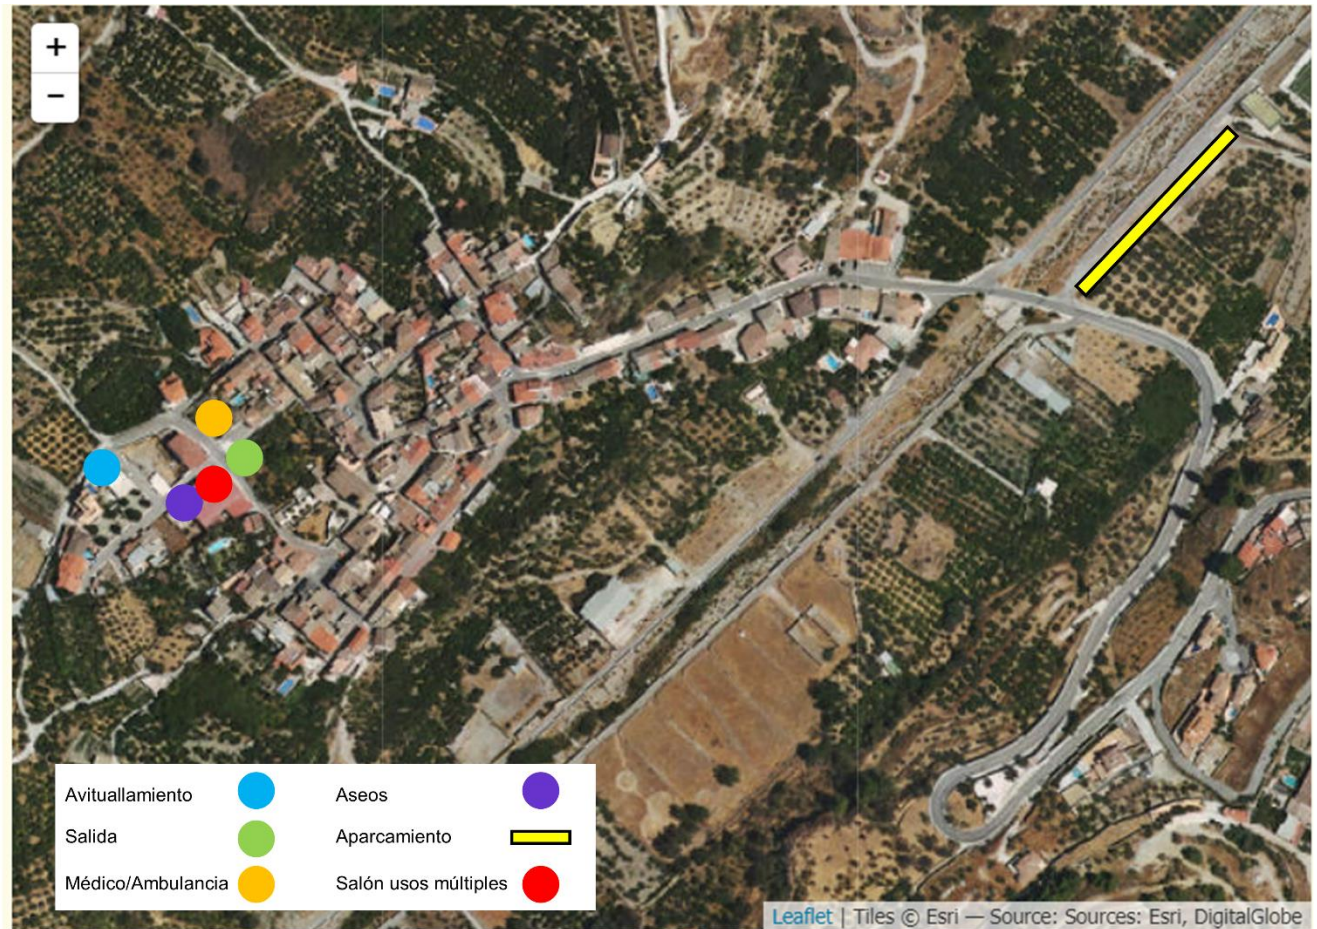 +
−
Avituallamiento
Aseos
Salida
Aparcamiento
Médico/Ambulancia
Salón usos múltiples
Leaflet | Tiles © Esri — Source: Sources: Esri, DigitalGlobe